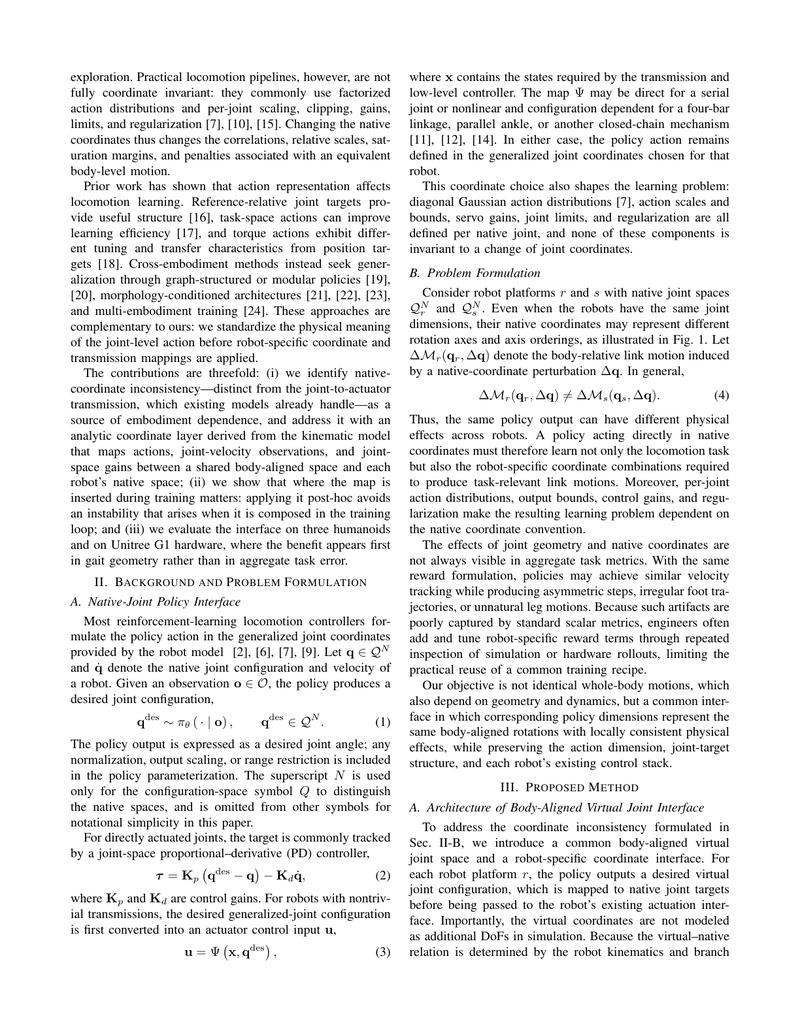 exploration. Practical locomotion pipelines, however, are not
fully coordinate invariant: they commonly use factorized
action distributions and per-joint scaling, clipping, gains,
limits, and regularization [7], [10], [15]. Changing the native
coordinates thus changes the correlations, relative scales, sat-
uration margins, and penalties associated with an equivalent
body-level motion.
Prior work has shown that action representation affects
locomotion learning. Reference-relative joint targets pro-
vide useful structure [16], task-space actions can improve
learning efficiency [17], and torque actions exhibit differ-
ent tuning and transfer characteristics from position tar-
gets [18]. Cross-embodiment methods instead seek gener-
alization through graph-structured or modular policies [19],
[20], morphology-conditioned architectures [21], [22], [23],
and multi-embodiment training [24]. These approaches are
complementary to ours: we standardize the physical meaning
of the joint-level action before robot-specific coordinate and
transmission mappings are applied.
The contributions are threefold: (i) we identify native-
coordinate inconsistency—distinct from the joint-to-actuator
transmission, which existing models already handle—as a
source of embodiment dependence, and address it with an
analytic coordinate layer derived from the kinematic model
that maps actions, joint-velocity observations, and joint-
space gains between a shared body-aligned space and each
robot's native space; (ii) we show that where the map is
inserted during training matters: applying it post-hoc avoids
an instability that arises when it is composed in the training
loop; and (iii) we evaluate the interface on three humanoids
and on Unitree G1 hardware, where the benefit appears first
in gait geometry rather than in aggregate task error.
II. BACKGROUND AND PROBLEM FORMULATION
A. Native-Joint Policy Interface
Most reinforcement-learning locomotion controllers for-
mulate the policy action in the generalized joint coordinates
provided by the robot model [2], [6], [7], [9]. Let q ∈ Q^N
and q̇ denote the native joint configuration and velocity of
a robot. Given an observation o ∈ O, the policy produces a
desired joint configuration,
q^des ∼ π_θ( · | o), q^des ∈ Q^N. (1)
The policy output is expressed as a desired joint angle; any
normalization, output scaling, or range restriction is included
in the policy parameterization. The superscript N is used
only for the configuration-space symbol Q to distinguish
the native spaces, and is omitted from other symbols for
notational simplicity in this paper.
For directly actuated joints, the target is commonly tracked
by a joint-space proportional–derivative (PD) controller,
τ = K_p (q^des − q) − K_d q̇, (2)
where K_p and K_d are control gains. For robots with nontriv-
ial transmissions, the desired generalized-joint configuration
is first converted into an actuator control input u,
u = Ψ (x, q^des), (3)
where x contains the states required by the transmission and
low-level controller. The map Ψ may be direct for a serial
joint or nonlinear and configuration dependent for a four-bar
linkage, parallel ankle, or another closed-chain mechanism
[11], [12], [14]. In either case, the policy action remains
defined in the generalized joint coordinates chosen for that
robot.
This coordinate choice also shapes the learning problem:
diagonal Gaussian action distributions [7], action scales and
bounds, servo gains, joint limits, and regularization are all
defined per native joint, and none of these components is
invariant to a change of joint coordinates.
B. Problem Formulation
Consider robot platforms r and s with native joint spaces
Q_r^N and Q_s^N. Even when the robots have the same joint
dimensions, their native coordinates may represent different
rotation axes and axis orderings, as illustrated in Fig. 1. Let
ΔM_r(q_r, Δq) denote the body-relative link motion induced
by a native-coordinate perturbation Δq. In general,
ΔM_r(q_r, Δq) ≠ ΔM_s(q_s, Δq). (4)
Thus, the same policy output can have different physical
effects across robots. A policy acting directly in native
coordinates must therefore learn not only the locomotion task
but also the robot-specific coordinate combinations required
to produce task-relevant link motions. Moreover, per-joint
action distributions, output bounds, control gains, and regu-
larization make the resulting learning problem dependent on
the native coordinate convention.
The effects of joint geometry and native coordinates are
not always visible in aggregate task metrics. With the same
reward formulation, policies may achieve similar velocity
tracking while producing asymmetric steps, irregular foot tra-
jectories, or unnatural leg motions. Because such artifacts are
poorly captured by standard scalar metrics, engineers often
add and tune robot-specific reward terms through repeated
inspection of simulation or hardware rollouts, limiting the
practical reuse of a common training recipe.
Our objective is not identical whole-body motions, which
also depend on geometry and dynamics, but a common inter-
face in which corresponding policy dimensions represent the
same body-aligned rotations with locally consistent physical
effects, while preserving the action dimension, joint-target
structure, and each robot's existing control stack.
III. PROPOSED METHOD
A. Architecture of Body-Aligned Virtual Joint Interface
To address the coordinate inconsistency formulated in
Sec. II-B, we introduce a common body-aligned virtual
joint space and a robot-specific coordinate interface. For
each robot platform r, the policy outputs a desired virtual
joint configuration, which is mapped to native joint targets
before being passed to the robot's existing actuation inter-
face. Importantly, the virtual coordinates are not modeled
as additional DoFs in simulation. Because the virtual–native
relation is determined by the robot kinematics and branch